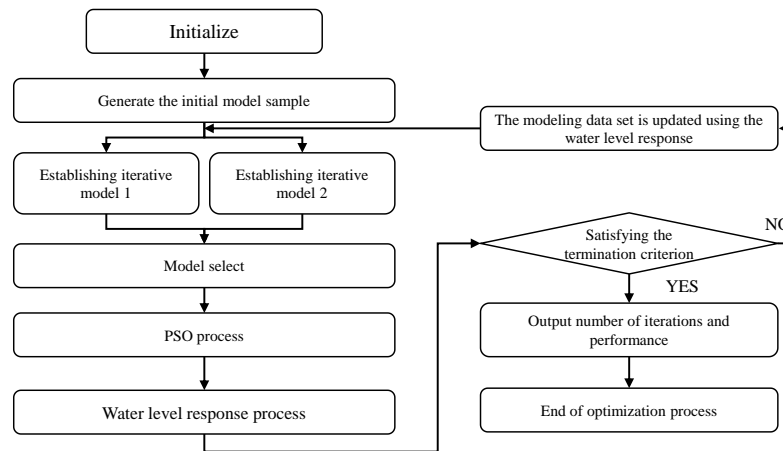 Initialize
Generate the initial model sample
Establishing iterative
model 1
Establishing iterative
model 2
Model select
PSO process
Water level response process
The modeling data set is updated using the
water level response
Satisfying the
termination criterion
NO
YES
Output number of iterations and
performance
End of optimization process